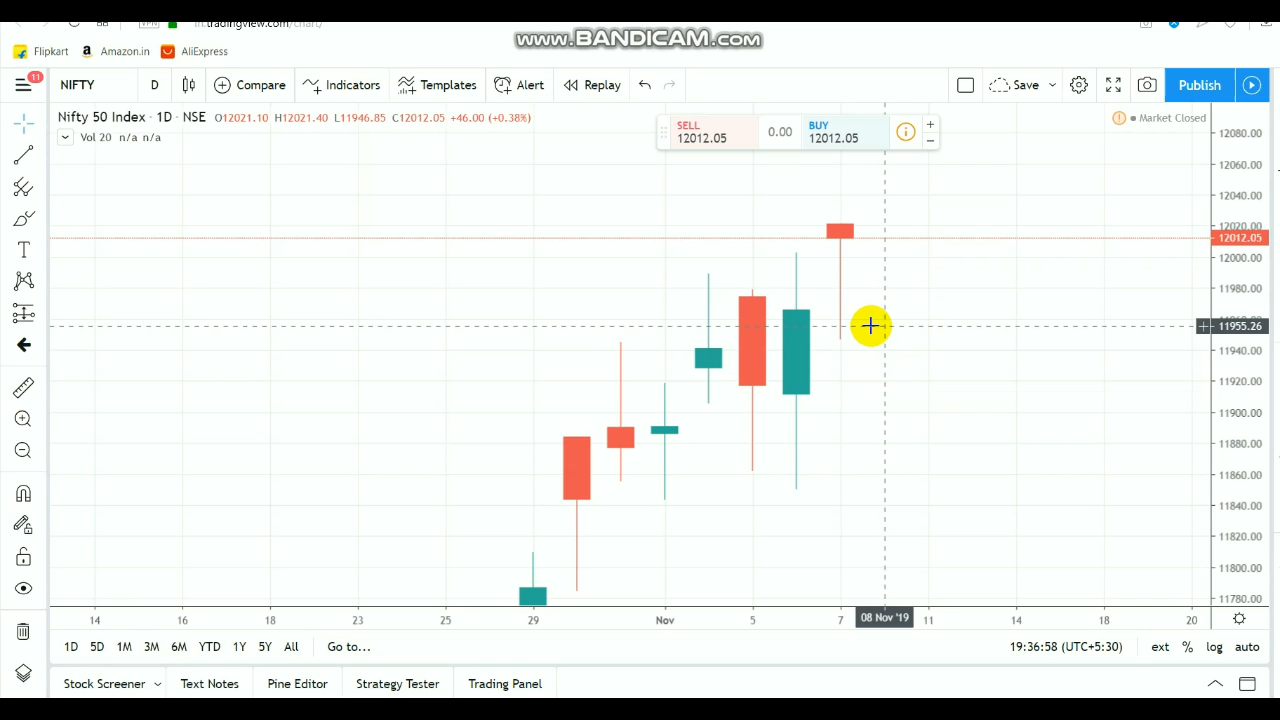 in.tradingview.com/chart/
www.BANDICAM.com
Flipkart Amazon.in AliExpress
11 NIFTY D Compare Indicators Templates Alert Replay Save Publish
Nifty 50 Index · 1D · NSE O12021.10 H12021.40 L11946.85 C12012.05 +46.00 (+0.38%)
SELL 12012.05 0.00 BUY 12012.05
Market Closed
Vol 20 n/a n/a
12080.00
12060.00
12040.00
12020.00
12012.05
12000.00
11980.00
11955.26
11940.00
11920.00
11900.00
11880.00
11860.00
11840.00
11820.00
11800.00
11780.00
14 16 18 23 25 29 Nov 5 7 08 Nov '19 11 14 18 20
1D 5D 1M 3M 6M YTD 1Y 5Y All Go to... 19:36:58 (UTC+5:30) ext % log auto
Stock Screener Text Notes Pine Editor Strategy Tester Trading Panel